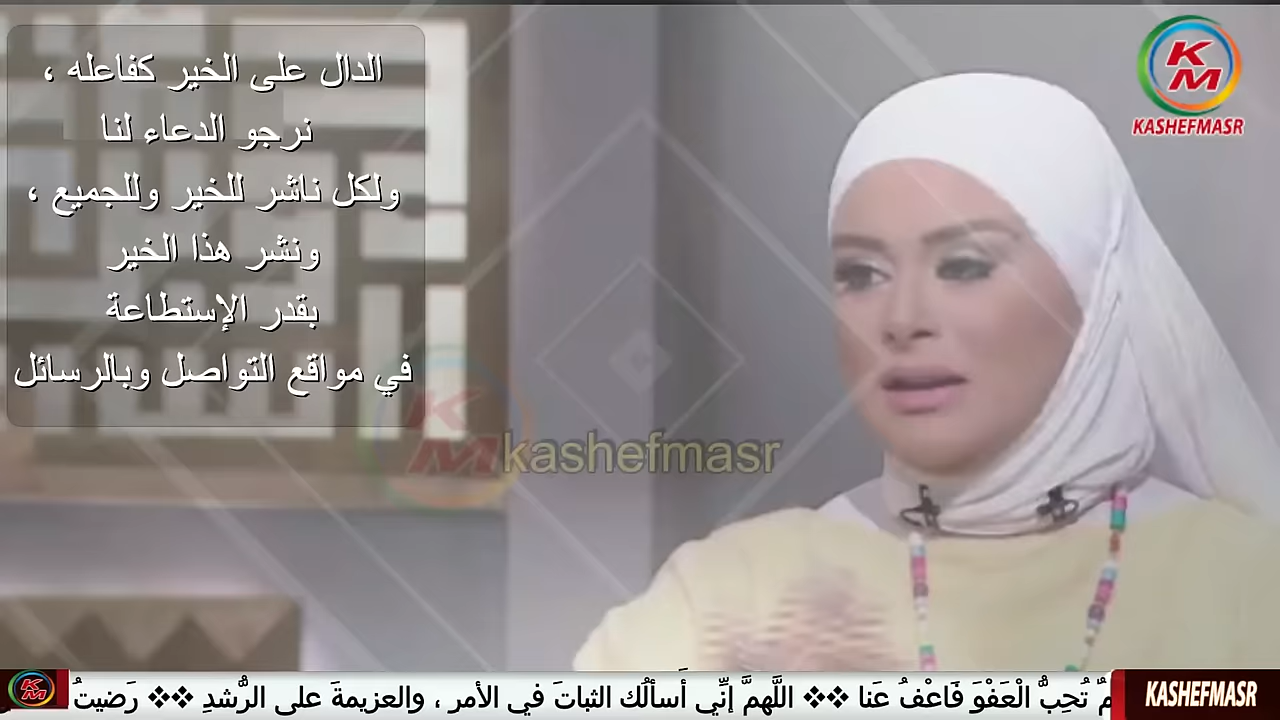 الدال على الخير كفاعله ،
نرجو الدعاء لنا
ولكل ناشر للخير وللجميع ،
ونشر هذا الخير
بقدر الإستطاعة
في مواقع التواصل وبالرسائل
KM
KASHEFMASR
KM kashefmasr
KM
مٌ تُحِبُّ الْعَفْوَ فَاعْفُ عَنا ❖❖ اللَّهمَّ إنِّي أسألُك الثباتَ في الأمر ، والعزيمةَ على الرُّشدِ ❖❖ رَضيتُ
KASHEFMASR